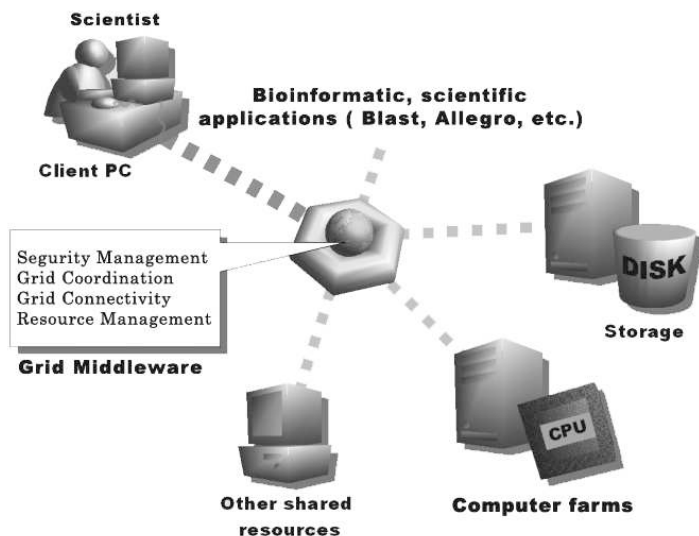 Scientist
Client PC
Bioinformatic, scientific
applications ( Blast, Allegro, etc.)
Segurity Management
Grid Coordination
Grid Connectivity
Resource Management
Grid Middleware
DISK
Storage
CPU
Computer farms
Other shared
resources